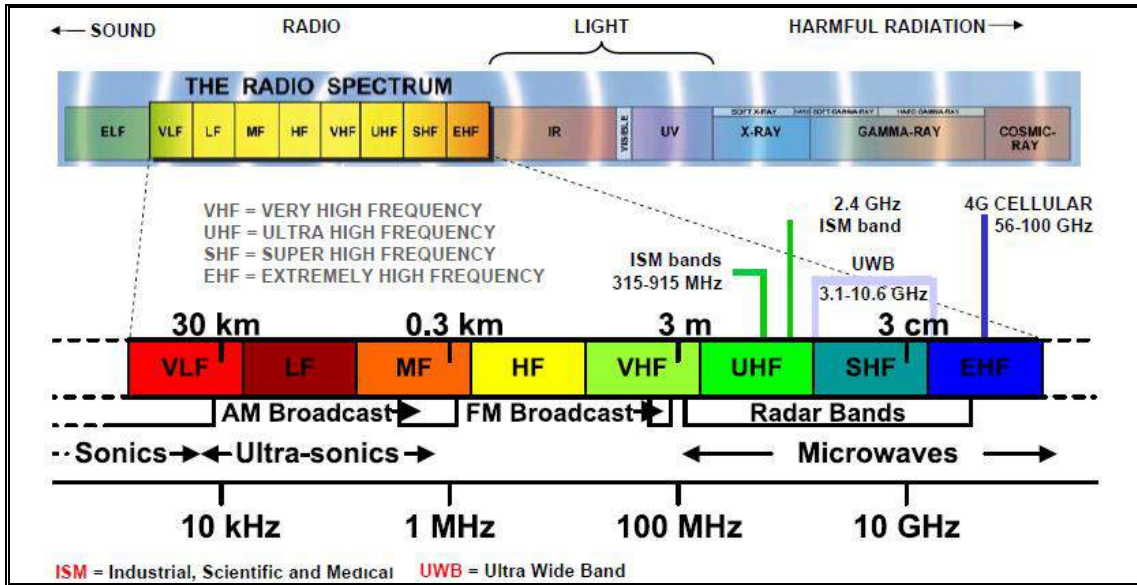 ← SOUND RADIO LIGHT HARMFUL RADIATION →
THE RADIO SPECTRUM
SOFT X-RAY HARD SOFT GAMMA-RAY HARD GAMMA-RAY
ELF VLF LF MF HF VHF UHF SHF EHF IR VISIBLE UV X-RAY GAMMA-RAY COSMIC-RAY
VHF = VERY HIGH FREQUENCY
UHF = ULTRA HIGH FREQUENCY
SHF = SUPER HIGH FREQUENCY
EHF = EXTREMELY HIGH FREQUENCY
ISM bands
315-915 MHz
2.4 GHz
ISM band
UWB
3.1-10.6 GHz
4G CELLULAR
56-100 GHz
30 km 0.3 km 3 m 3 cm
VLF LF MF HF VHF UHF SHF EHF
AM Broadcast FM Broadcast Radar Bands
Sonics Ultra-sonics Microwaves
10 kHz 1 MHz 100 MHz 10 GHz
ISM = Industrial, Scientific and Medical UWB = Ultra Wide Band